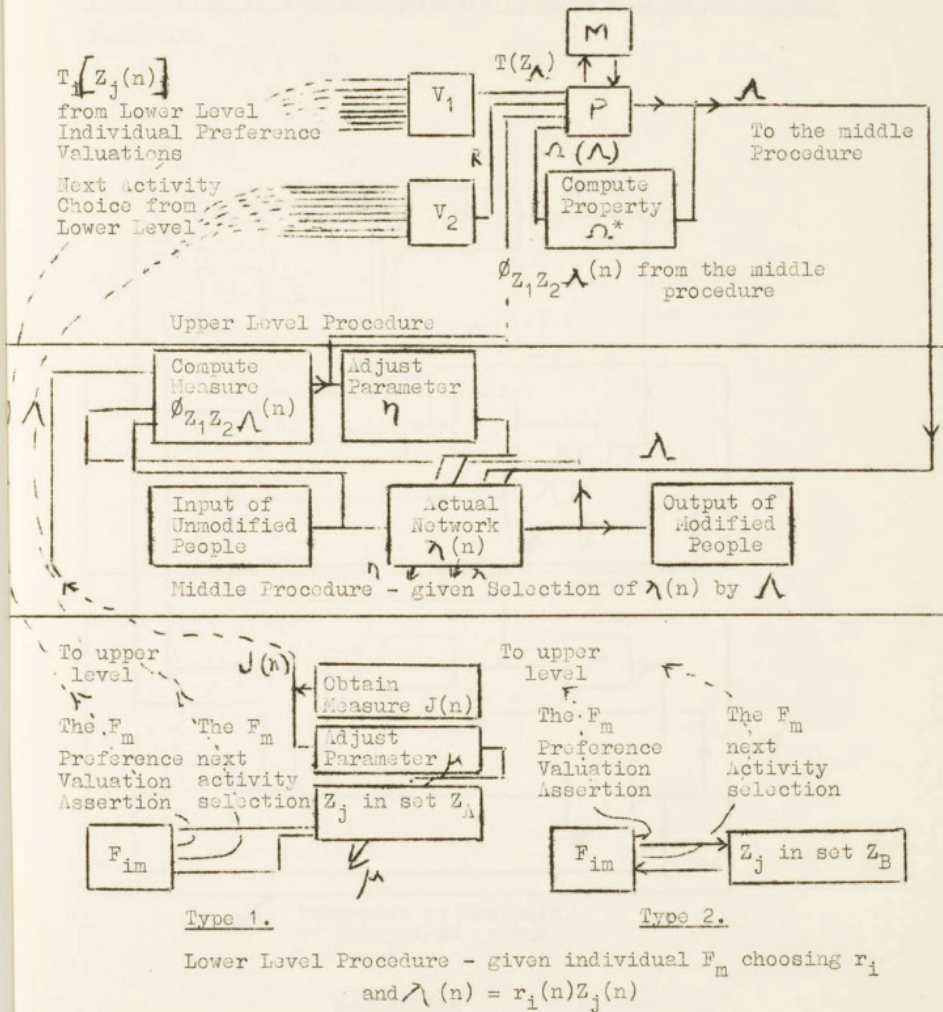 M
T_i[Z_j(n)]
from Lower Level
Individual Preference
Valuations
V_1
T(Z_Λ)
P
Λ
To the middle
Procedure
R
Ω (Λ)
Next Activity
Choice from
Lower Level
V_2
Compute
Property
Ω*
ø_{Z_1Z_2}Λ(n) from the middle
procedure
Upper Level Procedure
Λ
Compute
Measure
ø_{Z_1Z_2}Λ(n)
Adjust
Parameter
η
Λ
Input of
Unmodified
People
Actual
Network
λ(n)
Output of
Modified
People
η λ
Middle Procedure - given Selection of λ(n) by Λ
To upper
level
J(n)
Obtain
Measure J(n)
Adjust
Parameter μ
The F_m
Preference
Valuation
Assertion
The F_m
next
activity
selection
Z_j in set Z_A
F_im
μ
Type 1.
To upper
level
The F_m
Preference
Valuation
Assertion
The F_m
next
Activity
selection
F_im
Z_j in set Z_B
Type 2.
Lower Level Procedure - given individual F_m choosing r_i
and λ(n) = r_i(n)Z_j(n)